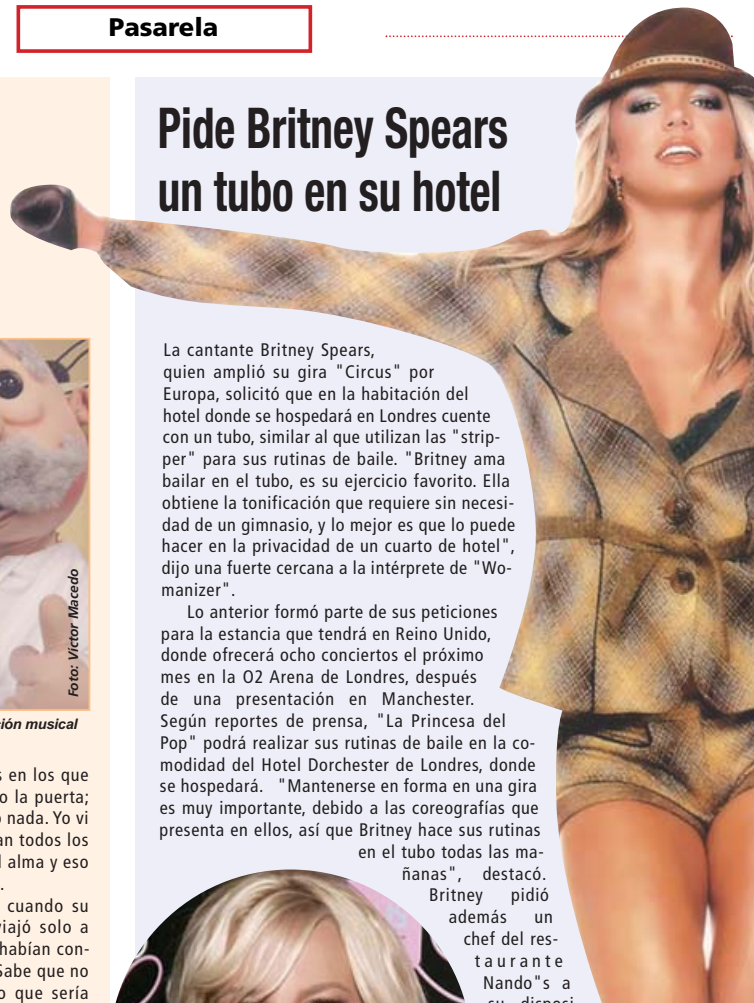 Pasarela
Foto: Víctor Macedo
ción musical
s en los que
o la puerta;
o nada. Yo vi
an todos los
l alma y eso
.
cuando su
viajó solo a
habían con-
Sabe que no
o que sería
Pide Britney Spears
un tubo en su hotel
La cantante Britney Spears,
quien amplió su gira "Circus" por
Europa, solicitó que en la habitación del
hotel donde se hospedará en Londres cuente
con un tubo, similar al que utilizan las "strip-
per" para sus rutinas de baile. "Britney ama
bailar en el tubo, es su ejercicio favorito. Ella
obtiene la tonificación que requiere sin necesi-
dad de un gimnasio, y lo mejor es que lo puede
hacer en la privacidad de un cuarto de hotel",
dijo una fuerte cercana a la intérprete de "Wo-
manizer".
Lo anterior formó parte de sus peticiones
para la estancia que tendrá en Reino Unido,
donde ofrecerá ocho conciertos el próximo
mes en la O2 Arena de Londres, después
de una presentación en Manchester.
Según reportes de prensa, "La Princesa del
Pop" podrá realizar sus rutinas de baile en la co-
modidad del Hotel Dorchester de Londres, donde
se hospedará. "Mantenerse en forma en una gira
es muy importante, debido a las coreografías que
presenta en ellos, así que Britney hace sus rutinas
en el tubo todas las ma-
ñanas", destacó.
Britney pidió
además un
chef del res-
taurante
Nando"s a
su disposi